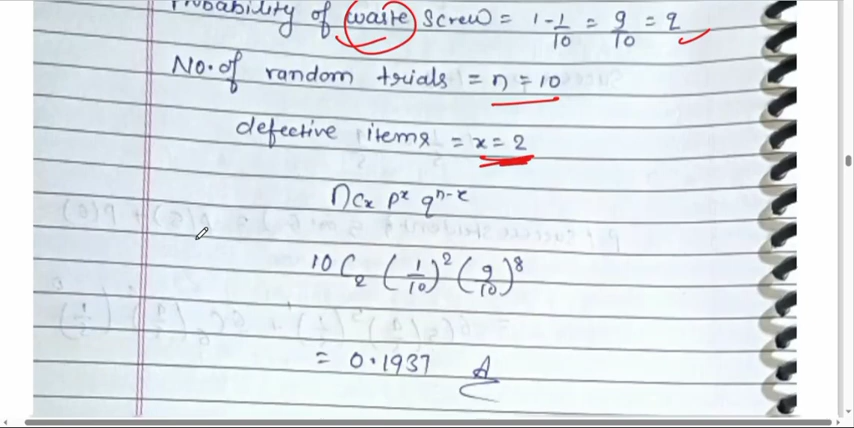 Probability of waste screw = 1 - 1/10 = 9/10 = q
No. of random trials = n = 10
defective items = x = 2
nCx p^x q^n-x
10C2 (1/10)^2 (9/10)^8
= 0.1937 A